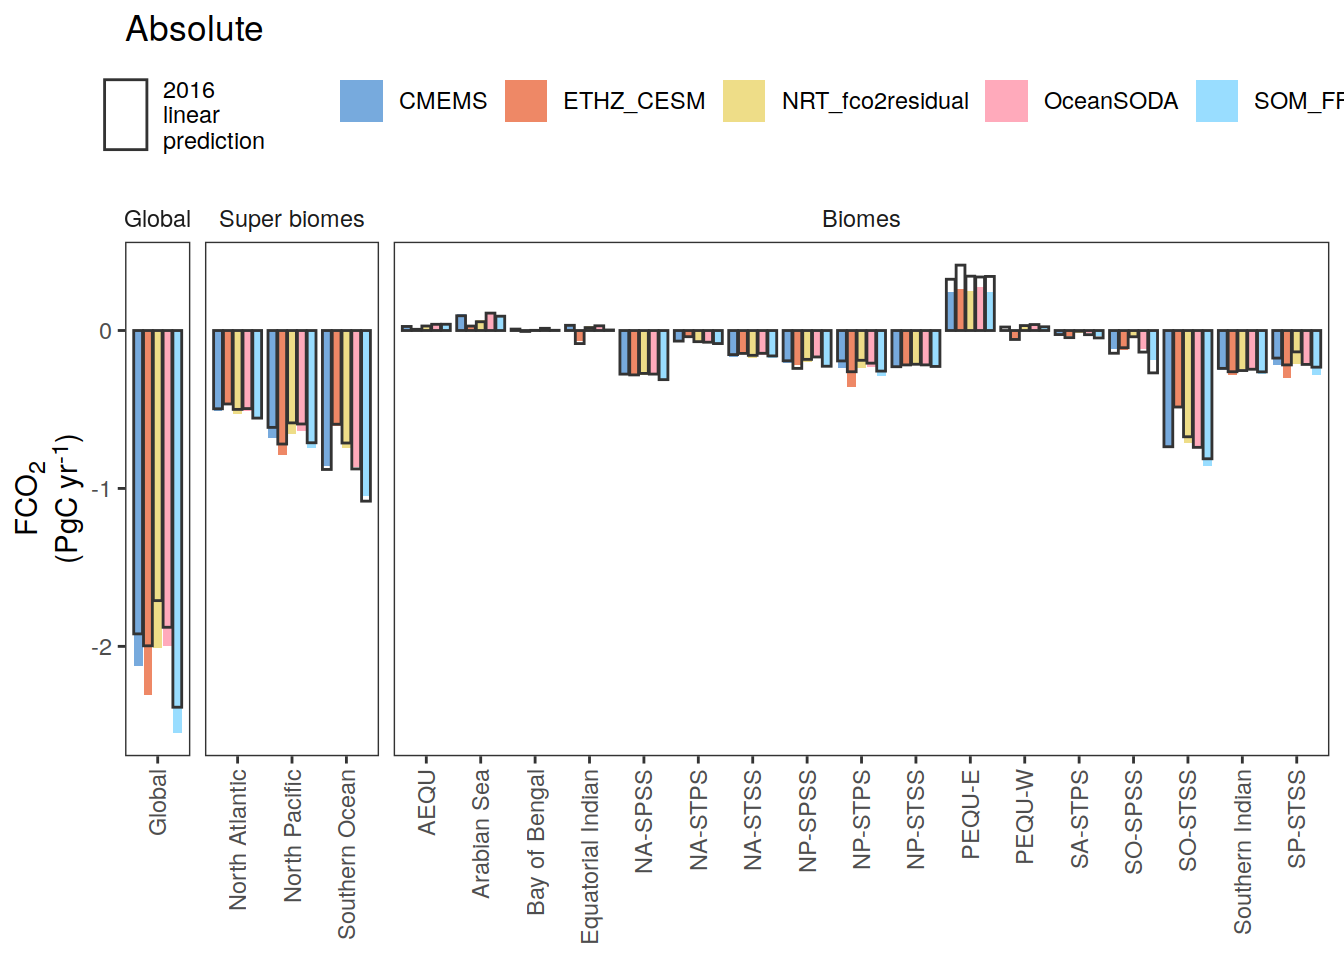 Absolute
2016
linear
prediction
CMEMS
ETHZ_CESM
NRT_fco2residual
OceanSODA
SOM_FF
Global
Super biomes
Biomes
FCO2
(PgC yr-1)
0
-1
-2
Global
North Atlantic
North Pacific
Southern Ocean
AEQU
Arabian Sea
Bay of Bengal
Equatorial Indian
NA-SPSS
NA-STPS
NA-STSS
NP-SPSS
NP-STPS
NP-STSS
PEQU-E
PEQU-W
SA-STPS
SO-SPSS
SO-STSS
Southern Indian
SP-STSS